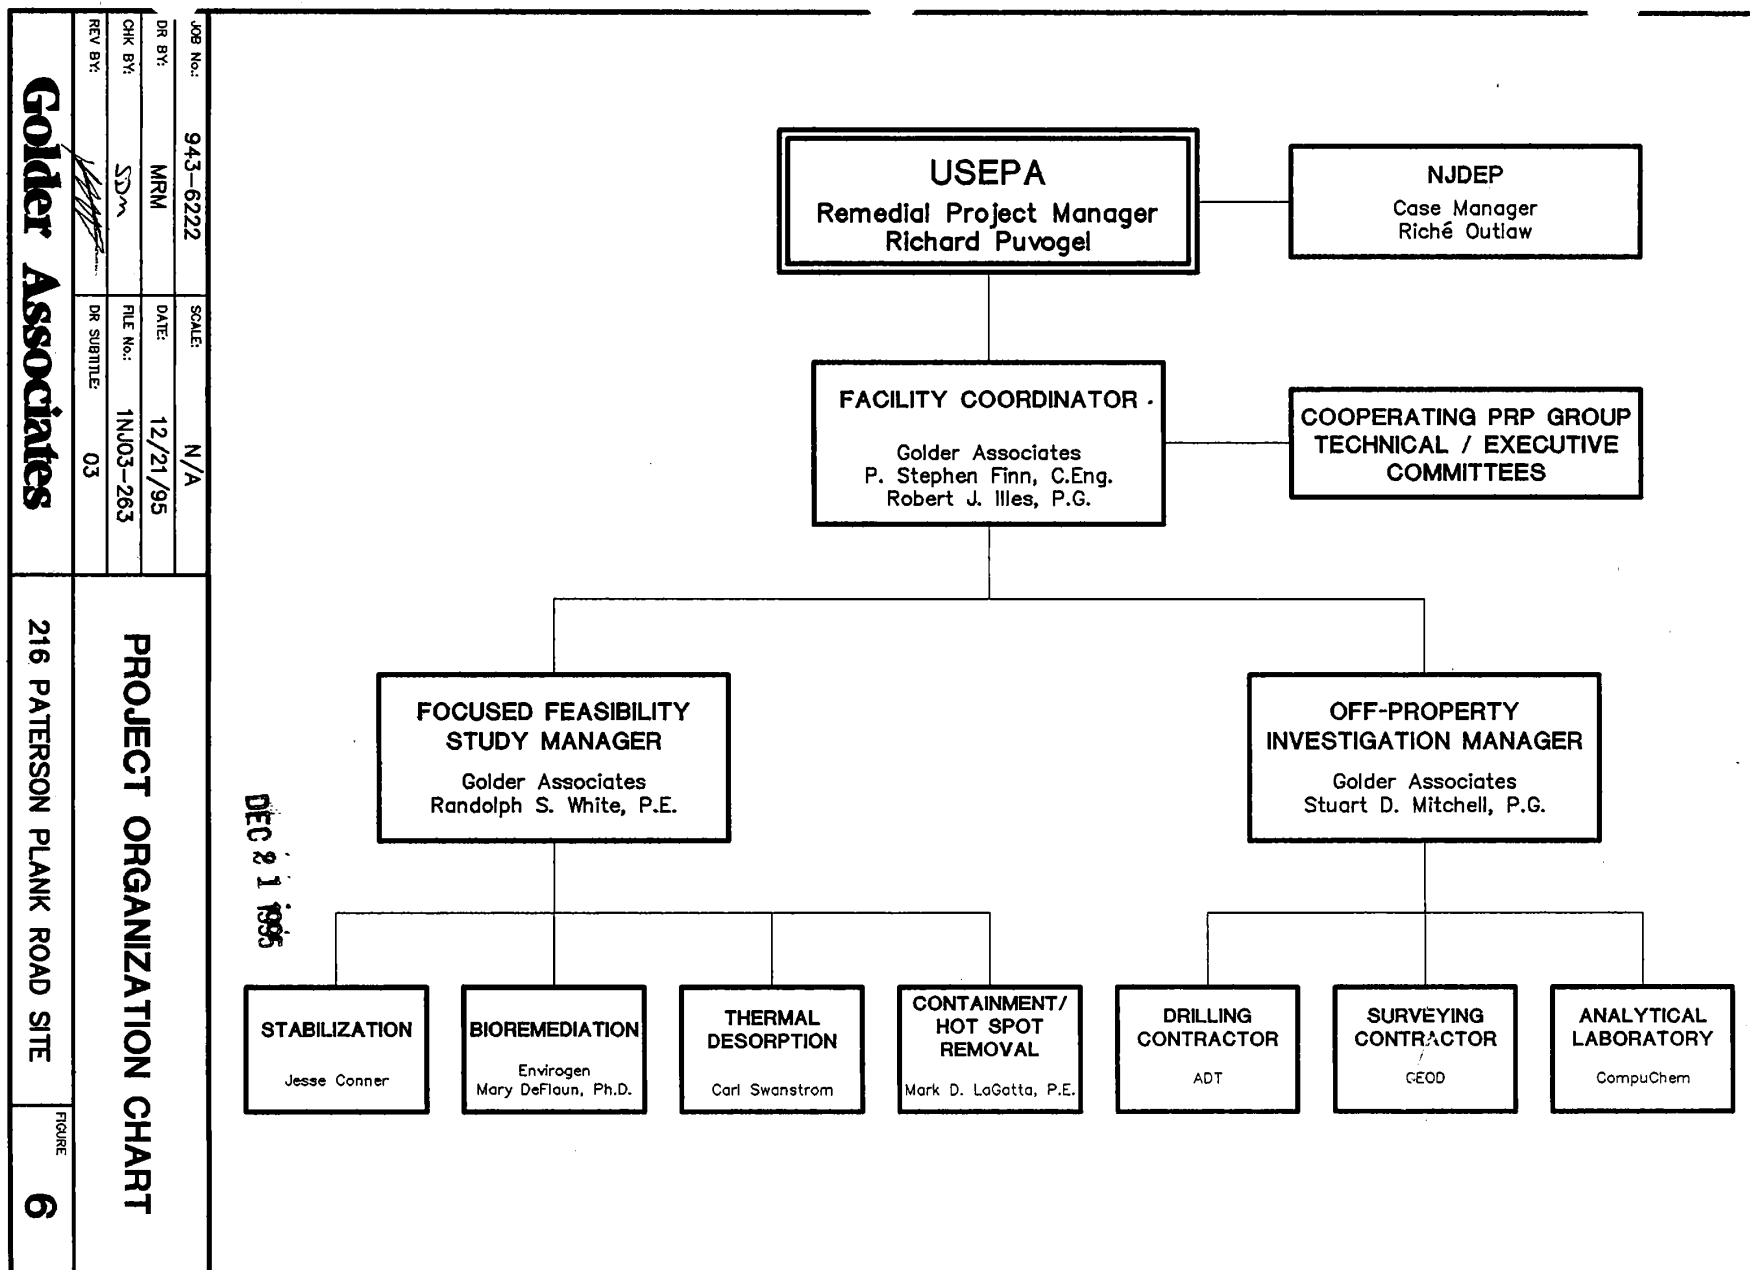 USEPA
Remedial Project Manager
Richard Puvogel
NJDEP
Case Manager
Riché Outlaw
FACILITY COORDINATOR
Golder Associates
P. Stephen Finn, C.Eng.
Robert J. Illes, P.G.
COOPERATING PRP GROUP
TECHNICAL / EXECUTIVE
COMMITTEES
FOCUSED FEASIBILITY
STUDY MANAGER
Golder Associates
Randolph S. White, P.E.
OFF-PROPERTY
INVESTIGATION MANAGER
Golder Associates
Stuart D. Mitchell, P.G.
STABILIZATION
Jesse Conner
BIOREMEDIATION
Envirogen
Mary DeFlaun, Ph.D.
THERMAL
DESORPTION
Carl Swanstrom
CONTAINMENT/
HOT SPOT
REMOVAL
Mark D. LaGatta, P.E.
DRILLING
CONTRACTOR
ADT
SURVEYING
CONTRACTOR
GEOD
ANALYTICAL
LABORATORY
CompuChem
DEC 21 1995
JOB No.: 943-6222
SCALE: N/A
DR BY: MRM
DATE: 12/21/95
CHK BY: SDM
FILE No.: 1NJ03-263
REV BY:
DR SUBTITLE: 03
Golder Associates
PROJECT ORGANIZATION CHART
216 PATERSON PLANK ROAD SITE
FIGURE
6